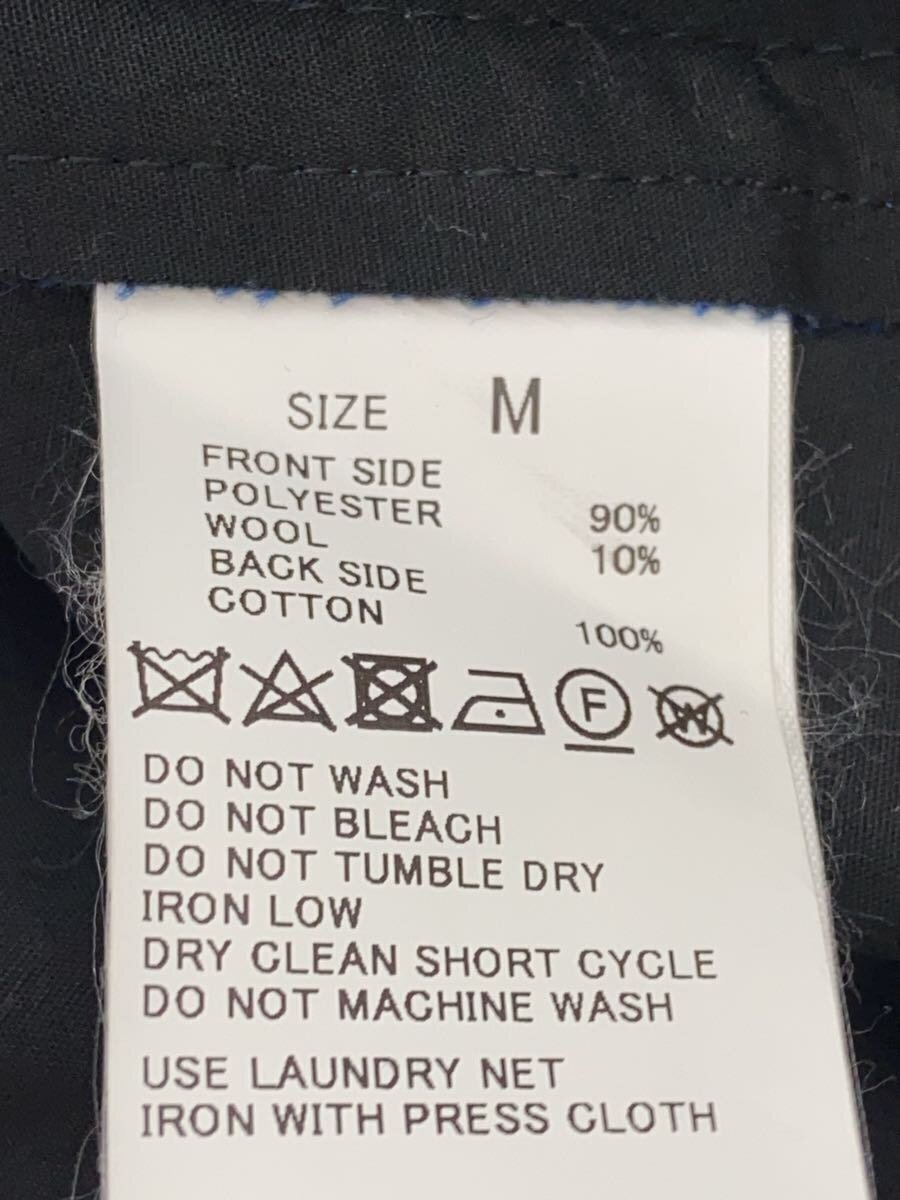 SIZE M
FRONT SIDE
POLYESTER 90%
WOOL 10%
BACK SIDE
COTTON 100%
F W
DO NOT WASH
DO NOT BLEACH
DO NOT TUMBLE DRY
IRON LOW
DRY CLEAN SHORT CYCLE
DO NOT MACHINE WASH
USE LAUNDRY NET
IRON WITH PRESS CLOTH